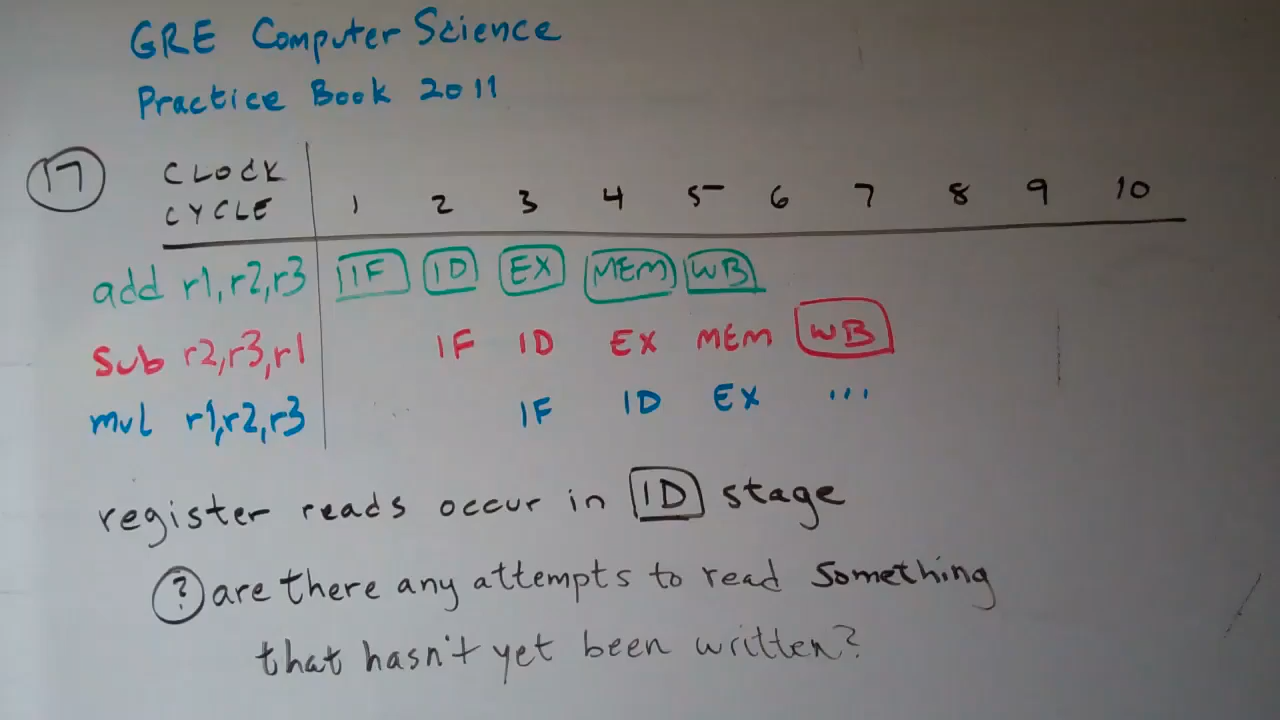 GRE Computer Science
Practice Book 2011
17 CLOCK
CYCLE 1 2 3 4 5 6 7 8 9 10
add r1,r2,r3 IF ID EX MEM WB
sub r2,r3,r1 IF ID EX MEM WB
mul r1,r2,r3 IF ID EX ...
register reads occur in ID stage
? are there any attempts to read something
that hasn't yet been written?